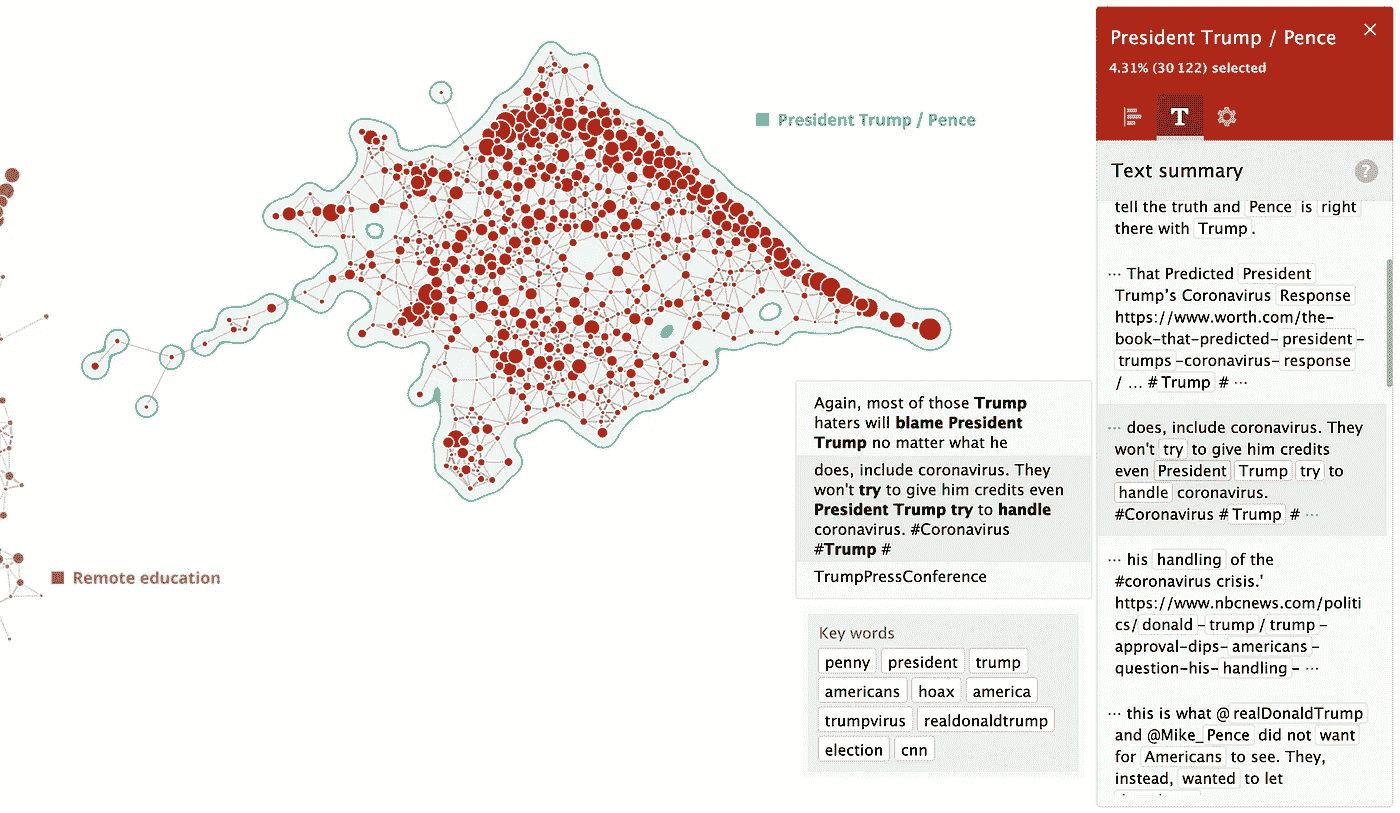 President Trump / Pence
Remote education
Again, most of those Trump
haters will blame President
Trump no matter what he
does, include coronavirus. They
won't try to give him credits even
President Trump try to handle
coronavirus. #Coronavirus
#Trump #
TrumpPressConference
Key words
penny president trump
americans hoax america
trumpvirus realdonaldtrump
election cnn
President Trump / Pence ×
4.31% (30 122) selected
T
Text summary ?
tell the truth and Pence is right
there with Trump .
··· That Predicted President
Trump's Coronavirus Response
https://www.worth.com/the-
book-that-predicted- president -
trumps -coronavirus- response
/ ... # Trump # ···
··· does, include coronavirus. They
won't try to give him credits
even President Trump try to
handle coronavirus.
#Coronavirus # Trump # ···
··· his handling of the
#coronavirus crisis.'
https://www.nbcnews.com/politi
cs/ donald - trump / trump -
approval-dips- americans -
question-his- handling - ···
··· this is what @ realDonaldTrump
and @Mike_ Pence did not want
for Americans to see. They,
instead, wanted to let